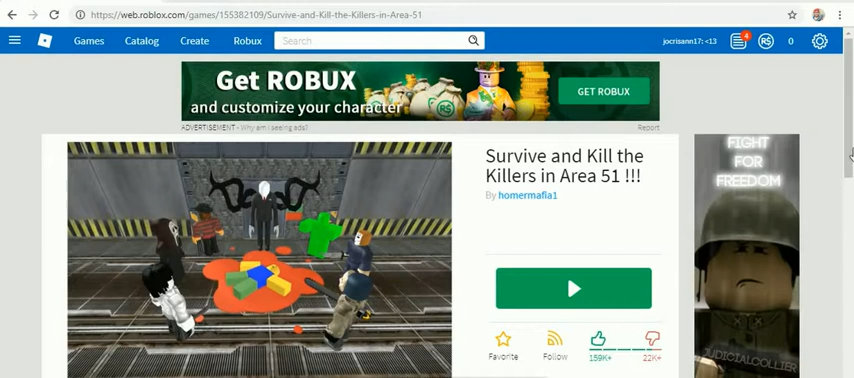 https://web.roblox.com/games/155382109/Survive-and-Kill-the-Killers-in-Area-51
Games Catalog Create Robux Search jocrisann17: <13 4 R$ 0
Get ROBUX
and customize your character
GET ROBUX
ADVERTISEMENT - Why am I seeing ads? Report
Survive and Kill the
Killers in Area 51 !!!
By homermafia1
Favorite Follow 159K+ 22K+
FIGHT
FOR
FREEDOM
JUDICIALCOLLIER